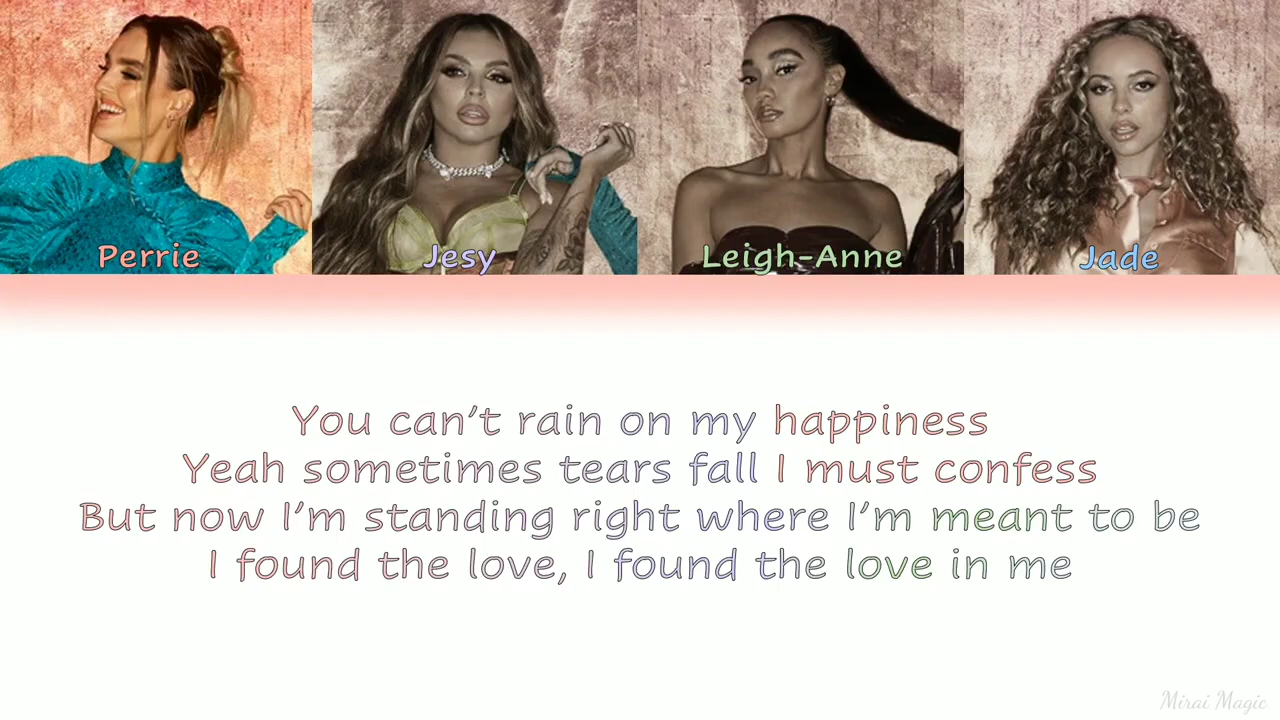 Perrie
Jesy
Leigh-Anne
Jade
You can't rain on my happiness
Yeah sometimes tears fall I must confess
But now I'm standing right where I'm meant to be
I found the love, I found the love in me
Mirai Magic